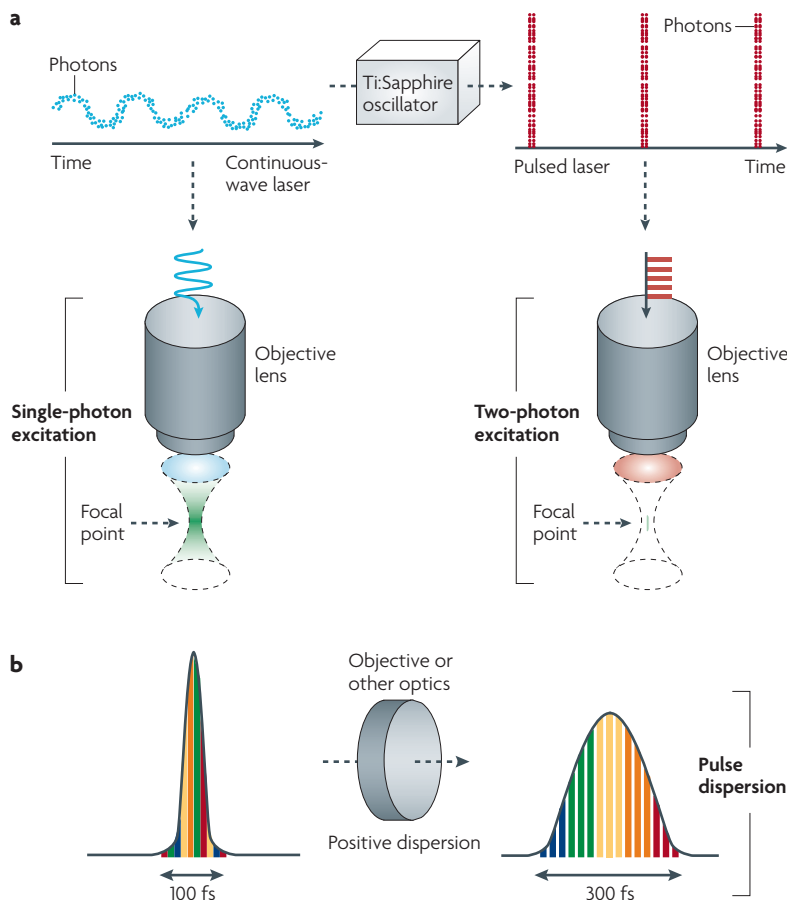 a
Photons
Time
Continuous-
wave laser
Ti:Sapphire
oscillator
Photons
Pulsed laser
Time
Single-photon
excitation
Objective
lens
Focal
point
Two-photon
excitation
Objective
lens
Focal
point
b
100 fs
Objective or
other optics
Positive dispersion
300 fs
Pulse
dispersion